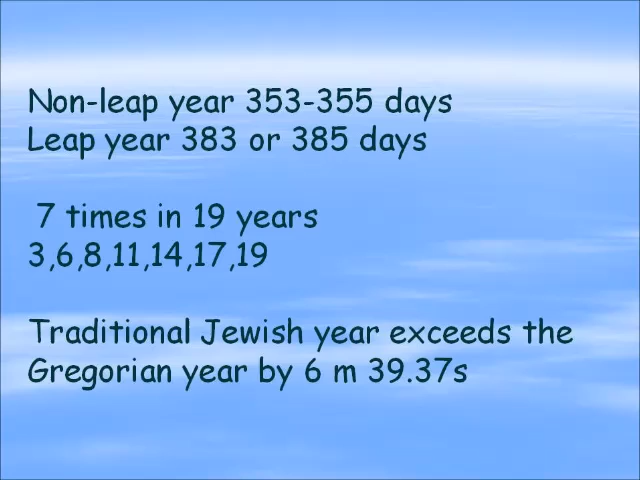 Non-leap year 353-355 days
Leap year 383 or 385 days
7 times in 19 years
3,6,8,11,14,17,19
Traditional Jewish year exceeds the
Gregorian year by 6 m 39.37s